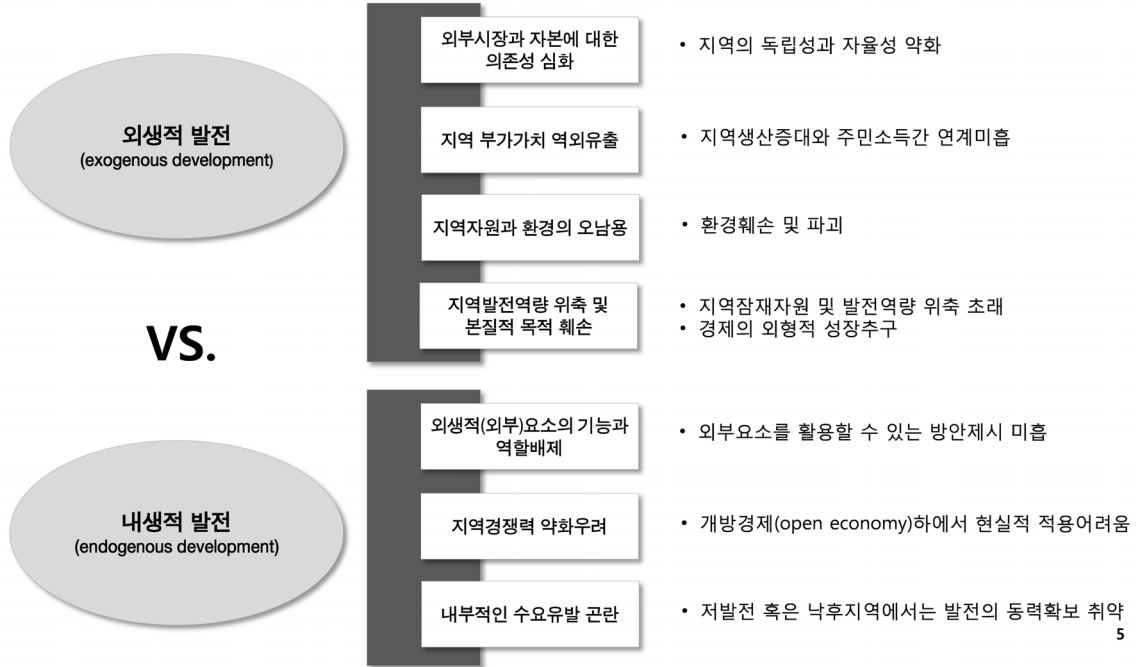 외생적 발전
(exogenous development)
외부시장과 자본에 대한
의존성 심화
• 지역의 독립성과 자율성 약화
지역 부가가치 역외유출
• 지역생산증대와 주민소득간 연계미흡
지역자원과 환경의 오남용
• 환경훼손 및 파괴
지역발전역량 위축 및
본질적 목적 훼손
• 지역잠재자원 및 발전역량 위축 초래
• 경제의 외형적 성장추구
VS.
내생적 발전
(endogenous development)
외생적(외부)요소의 기능과
역할배제
• 외부요소를 활용할 수 있는 방안제시 미흡
지역경쟁력 약화우려
• 개방경제(open economy)하에서 현실적 적용어려움
내부적인 수요유발 곤란
• 저발전 혹은 낙후지역에서는 발전의 동력확보 취약
5